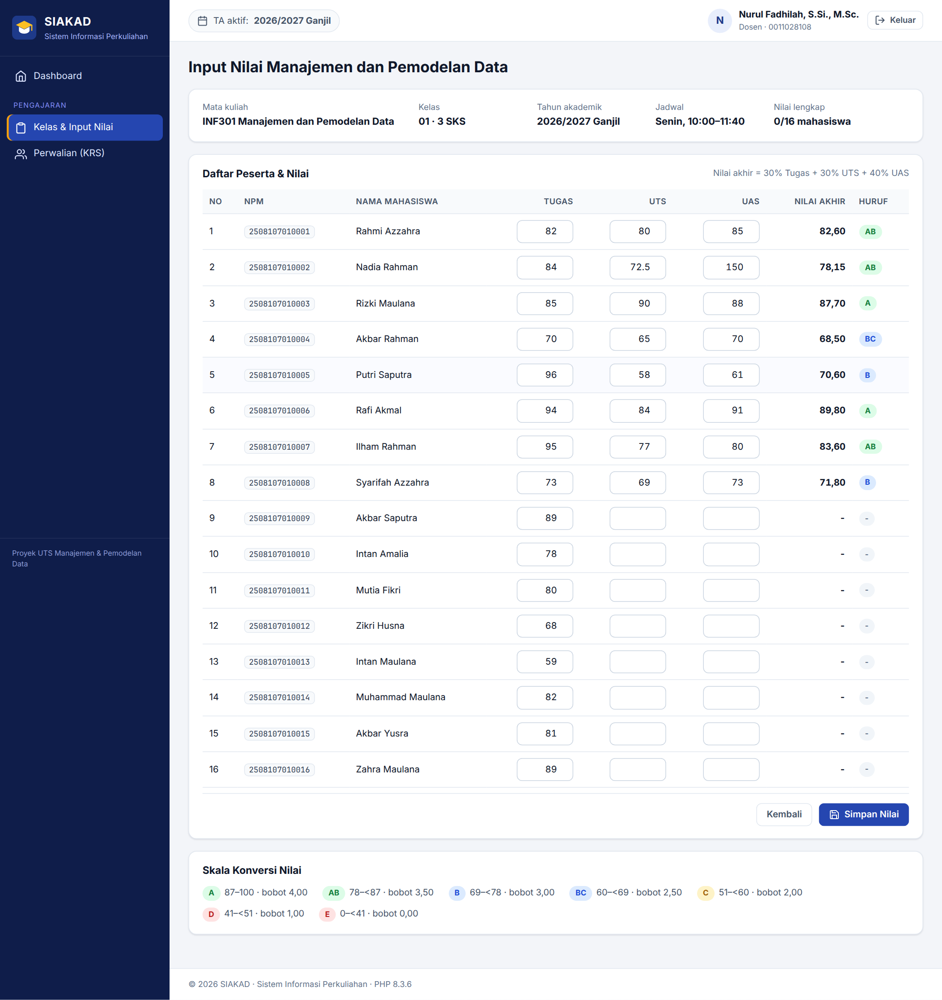 SIAKAD
Sistem Informasi Perkuliahan
Dashboard
PENGAJARAN
Kelas & Input Nilai
Perwalian (KRS)
Proyek UTS Manajemen & Pemodelan
Data
TA aktif: 2026/2027 Ganjil
N
Nurul Fadhilah, S.Si., M.Sc.
Dosen · 0011028108
Keluar
Input Nilai Manajemen dan Pemodelan Data
Mata kuliah Kelas Tahun akademik Jadwal Nilai lengkap
INF301 Manajemen dan Pemodelan Data 01 · 3 SKS 2026/2027 Ganjil Senin, 10:00–11:40 0/16 mahasiswa
Daftar Peserta & Nilai Nilai akhir = 30% Tugas + 30% UTS + 40% UAS
NO NPM NAMA MAHASISWA TUGAS UTS UAS NILAI AKHIR HURUF
1 2508107010001 Rahmi Azzahra 82 80 85 82,60 AB
2 2508107010002 Nadia Rahman 84 72.5 150 78,15 AB
3 2508107010003 Rizki Maulana 85 90 88 87,70 A
4 2508107010004 Akbar Rahman 70 65 70 68,50 BC
5 2508107010005 Putri Saputra 96 58 61 70,60 B
6 2508107010006 Rafi Akmal 94 84 91 89,80 A
7 2508107010007 Ilham Rahman 95 77 80 83,60 AB
8 2508107010008 Syarifah Azzahra 73 69 73 71,80 B
9 2508107010009 Akbar Saputra 89 - -
10 2508107010010 Intan Amalia 78 - -
11 2508107010011 Mutia Fikri 80 - -
12 2508107010012 Zikri Husna 68 - -
13 2508107010013 Intan Maulana 59 - -
14 2508107010014 Muhammad Maulana 82 - -
15 2508107010015 Akbar Yusra 81 - -
16 2508107010016 Zahra Maulana 89 - -
Kembali Simpan Nilai
Skala Konversi Nilai
A 87–100 · bobot 4,00 AB 78–<87 · bobot 3,50 B 69–<78 · bobot 3,00 BC 60–<69 · bobot 2,50 C 51–<60 · bobot 2,00
D 41–<51 · bobot 1,00 E 0–<41 · bobot 0,00
© 2026 SIAKAD · Sistem Informasi Perkuliahan · PHP 8.3.6